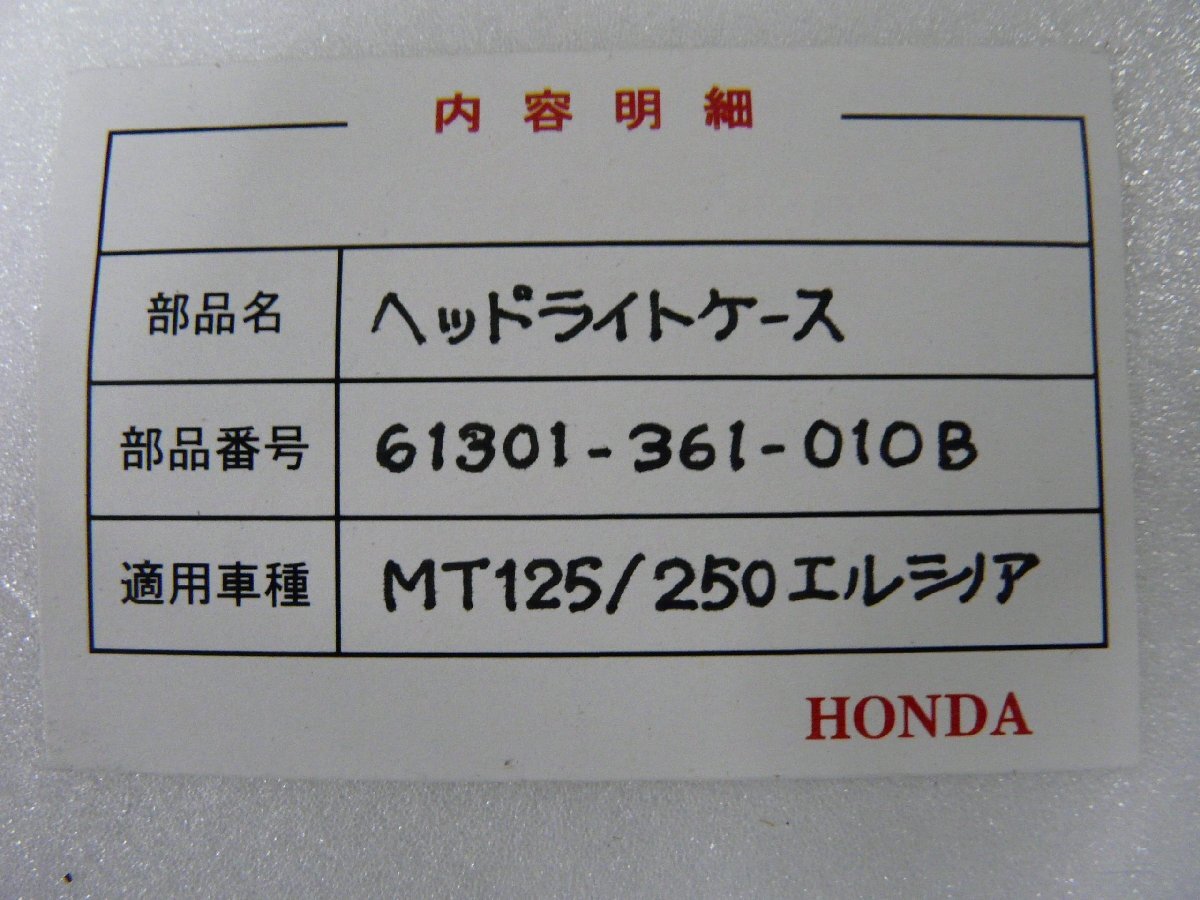 内容明細
部品名 ヘッドライトケース
部品番号 61301-361-010B
適用車種 MT125/250エルシノア
HONDA